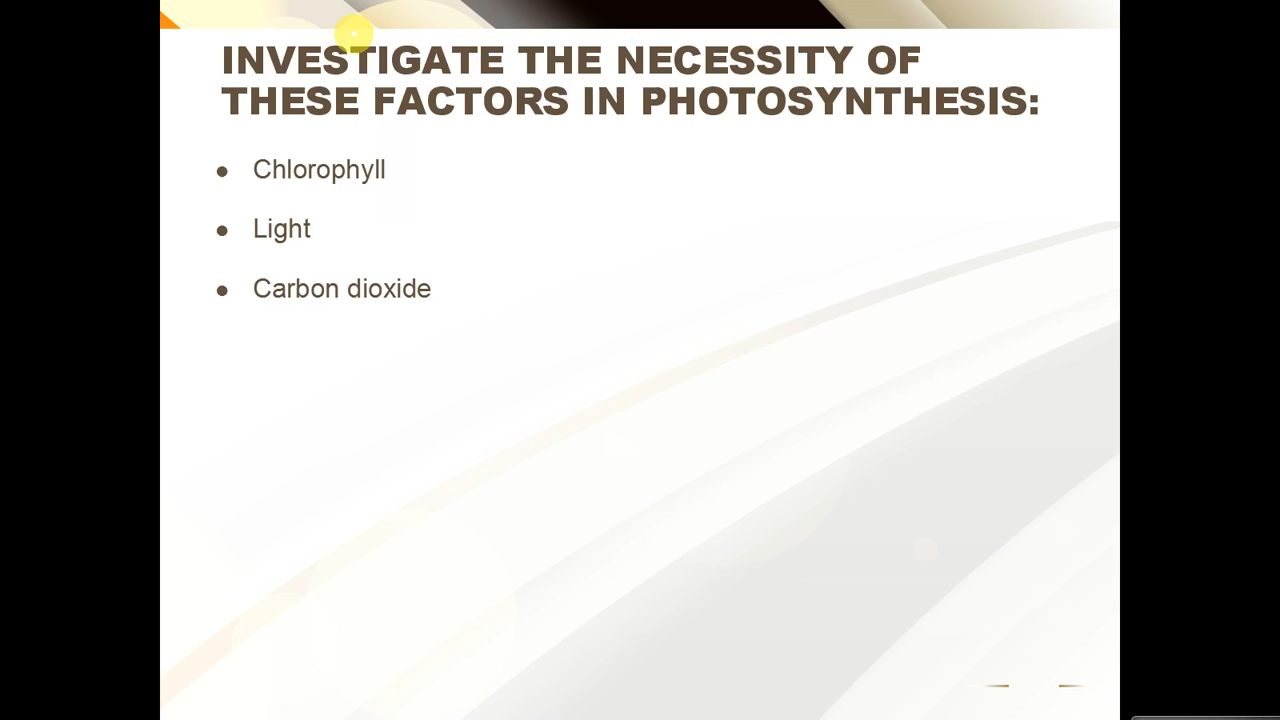 INVESTIGATE THE NECESSITY OF
THESE FACTORS IN PHOTOSYNTHESIS:
● Chlorophyll
● Light
● Carbon dioxide